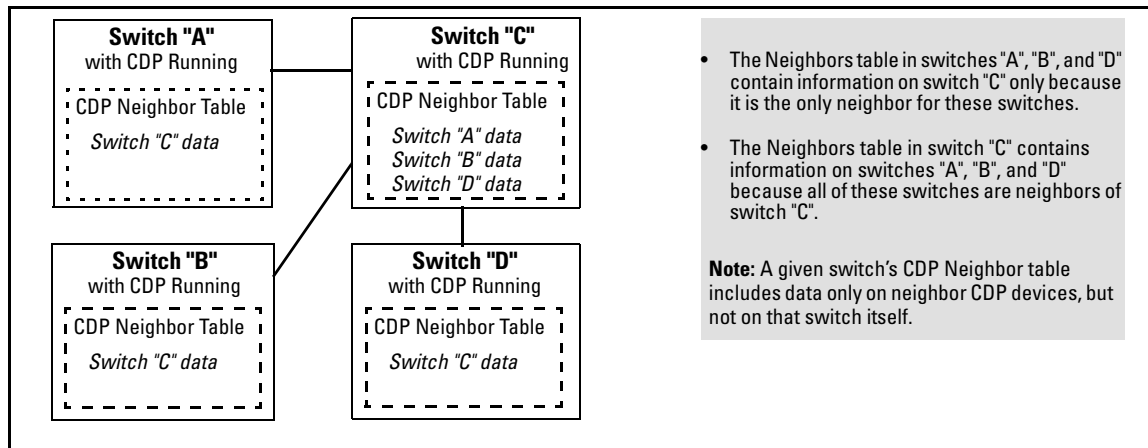 Switch "A"
with CDP Running
CDP Neighbor Table
Switch "C" data
Switch "C"
with CDP Running
CDP Neighbor Table
Switch "A" data
Switch "B" data
Switch "D" data
Switch "B"
with CDP Running
CDP Neighbor Table
Switch "C" data
Switch "D"
with CDP Running
CDP Neighbor Table
Switch "C" data
• The Neighbors table in switches "A", "B", and "D"
contain information on switch "C" only because
it is the only neighbor for these switches.
• The Neighbors table in switch "C" contains
information on switches "A", "B", and "D"
because all of these switches are neighbors of
switch "C".
Note: A given switch's CDP Neighbor table
includes data only on neighbor CDP devices, but
not on that switch itself.